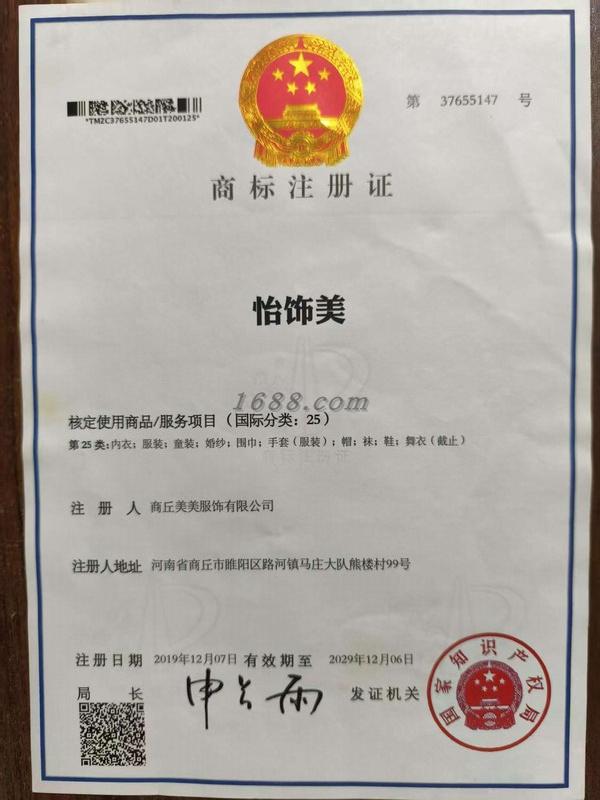 第 37655147 号
*TMZC37655147D01T200125*
商标注册证
怡饰美
1688.com
核定使用商品/服务项目（国际分类：25）
第25类:内衣；服装；童装；婚纱；围巾；手套（服装）；帽；袜；鞋；舞衣（截止）
商标注册证
注 册 人 商丘美美服饰有限公司
注册人地址 河南省商丘市睢阳区路河镇马庄大队熊楼村99号
注册日期 2019年12月07日 有效期至 2029年12月06日
局 长 申长雨 发证机关
国家知识产权局